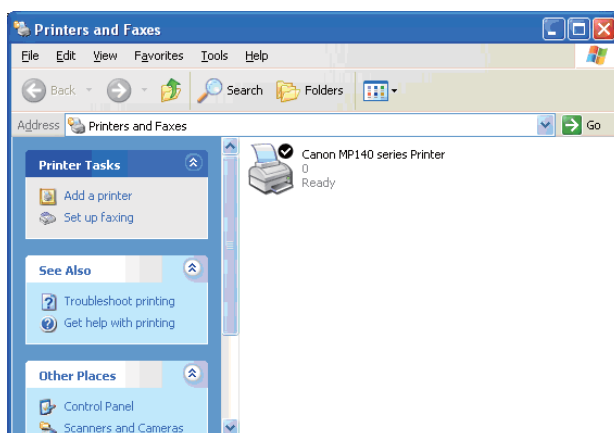 Printers and Faxes
File Edit View Favorites Tools Help
Back Search Folders
Address Printers and Faxes Go
Printer Tasks
Add a printer
Set up faxing
See Also
Troubleshoot printing
Get help with printing
Other Places
Control Panel
Scanners and Cameras
Canon MP140 series Printer
0
Ready